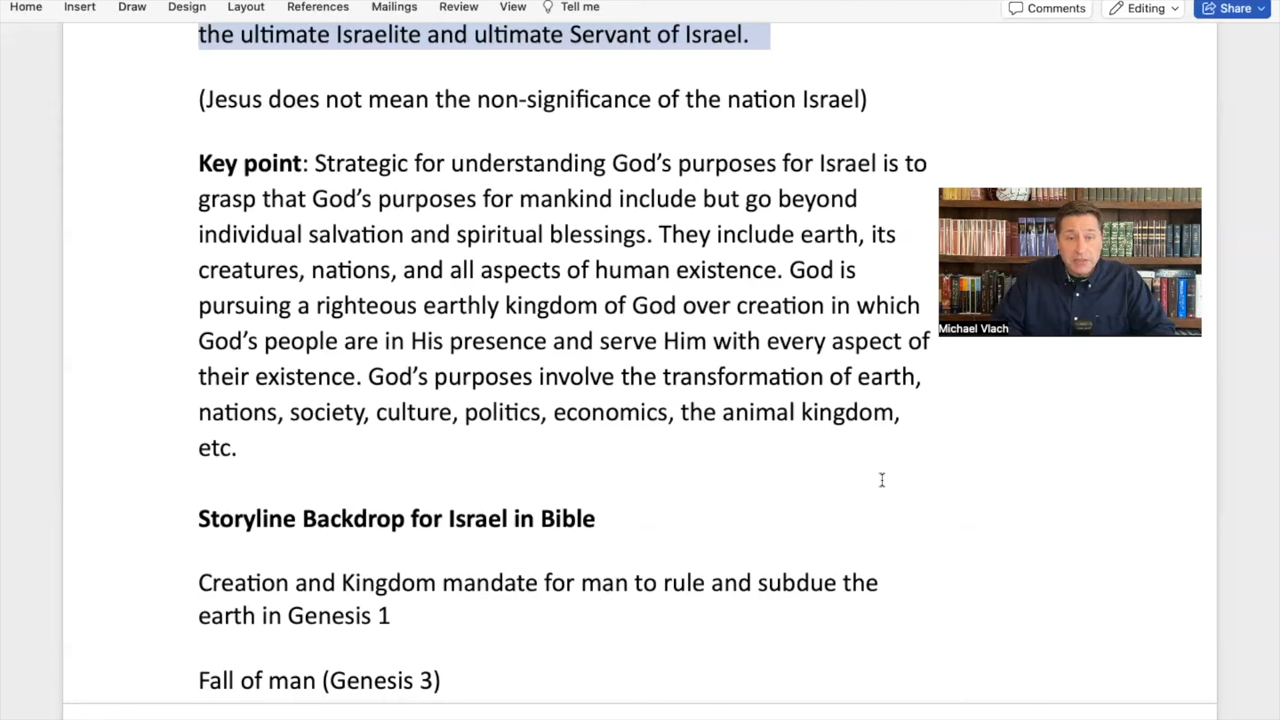 Home Insert Draw Design Layout References Mailings Review View Tell me Comments Editing Share
the ultimate Israelite and ultimate Servant of Israel.
(Jesus does not mean the non-significance of the nation Israel)
Key point: Strategic for understanding God’s purposes for Israel is to
grasp that God’s purposes for mankind include but go beyond
individual salvation and spiritual blessings. They include earth, its
creatures, nations, and all aspects of human existence. God is
pursuing a righteous earthly kingdom of God over creation in which
God’s people are in His presence and serve Him with every aspect of
their existence. God’s purposes involve the transformation of earth,
nations, society, culture, politics, economics, the animal kingdom,
etc.
Michael Vlach
Storyline Backdrop for Israel in Bible
Creation and Kingdom mandate for man to rule and subdue the
earth in Genesis 1
Fall of man (Genesis 3)